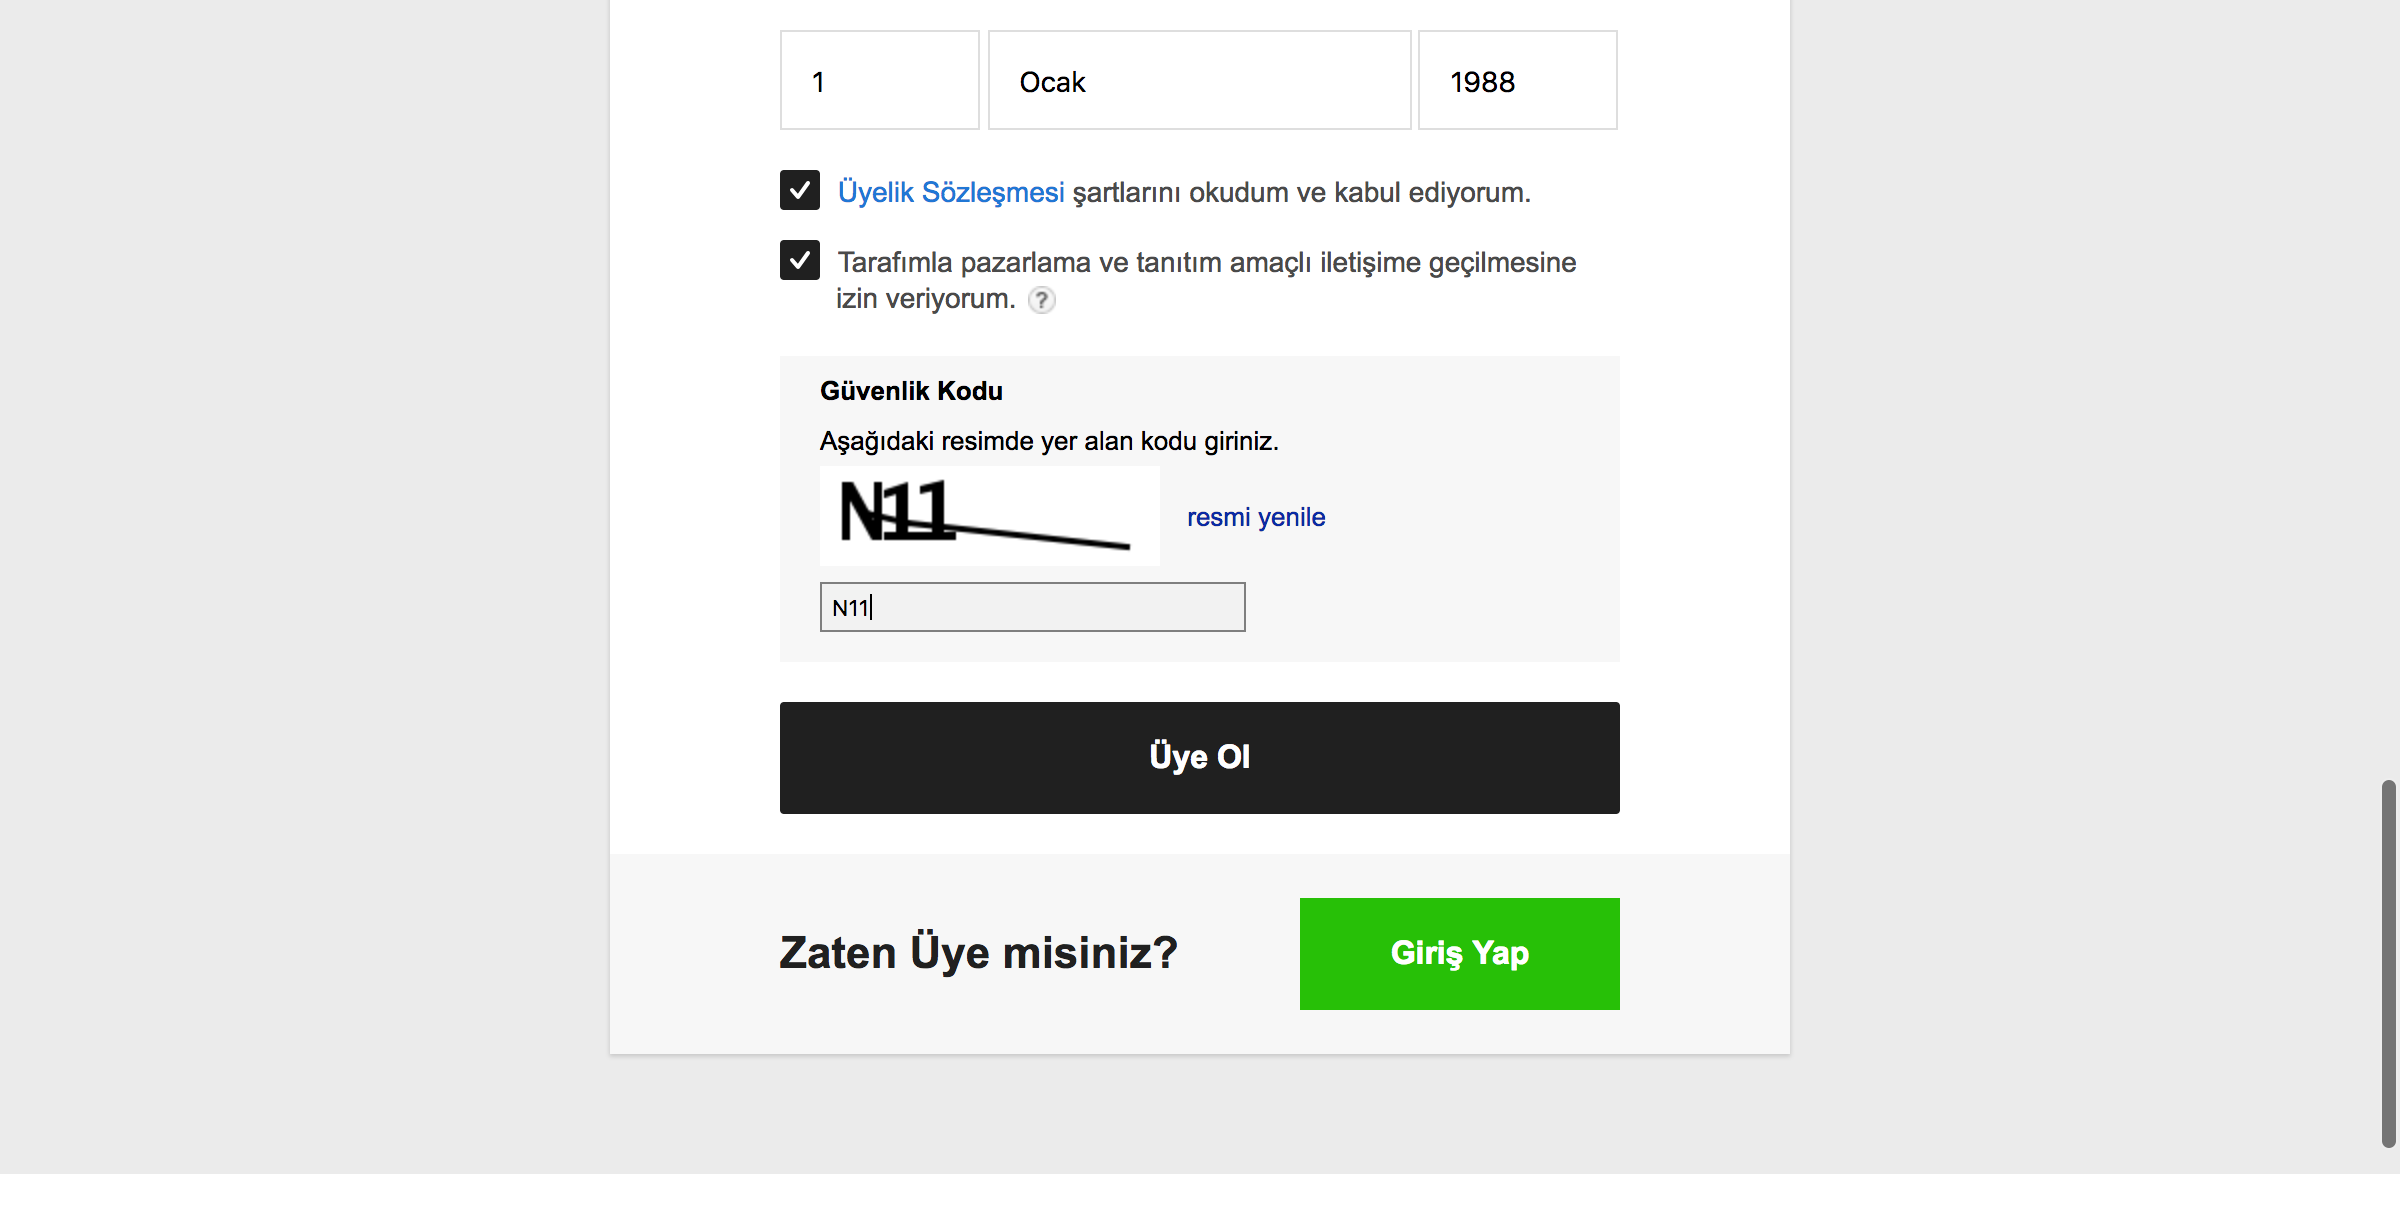 1 Ocak 1988
Üyelik Sözleşmesi şartlarını okudum ve kabul ediyorum.
Tarafımla pazarlama ve tanıtım amaçlı iletişime geçilmesine
izin veriyorum. ?
Güvenlik Kodu
Aşağıdaki resimde yer alan kodu giriniz.
N11 resmi yenile
N11
Üye Ol
Zaten Üye misiniz? Giriş Yap